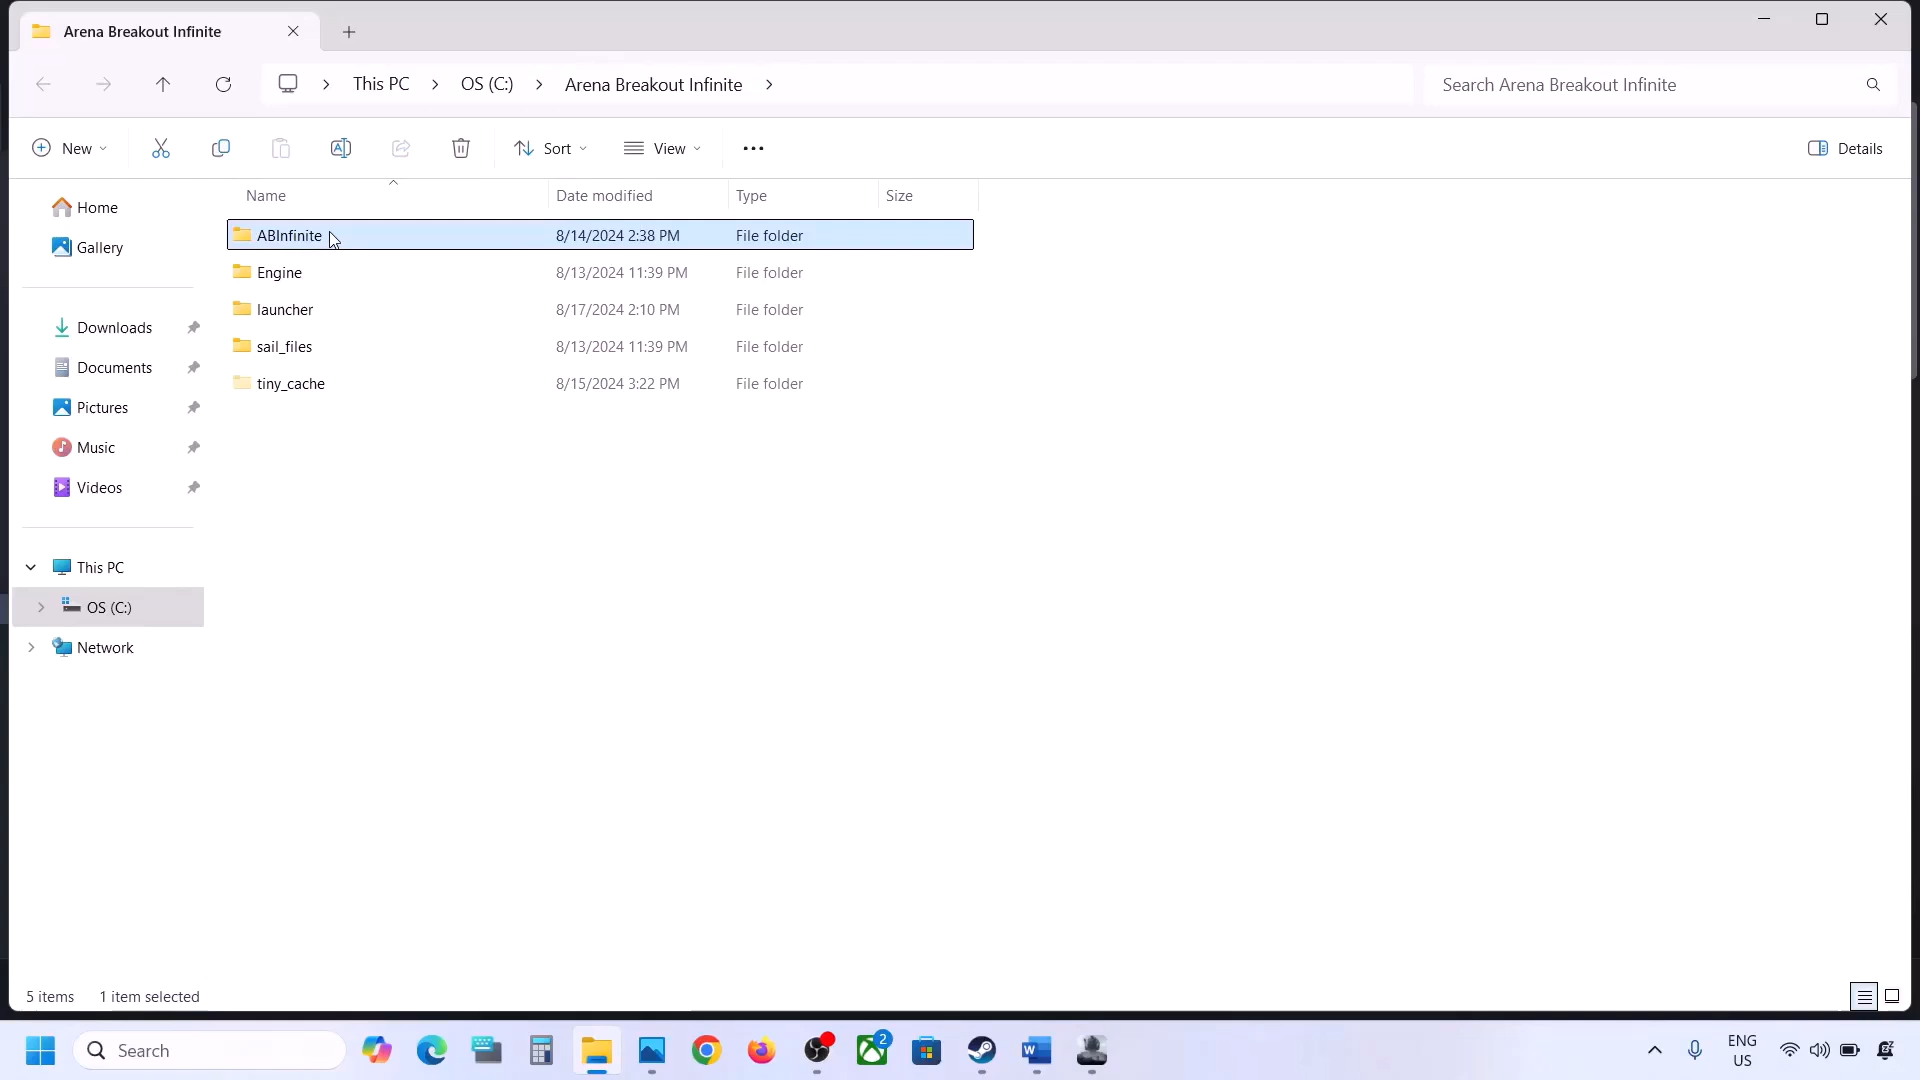 Arena Breakout Infinite
This PC > OS (C:) > Arena Breakout Infinite >
Search Arena Breakout Infinite
New
Sort
View
Details
Name Date modified Type Size
ABInfinite 8/14/2024 2:38 PM File folder
Engine 8/13/2024 11:39 PM File folder
launcher 8/17/2024 2:10 PM File folder
sail_files 8/13/2024 11:39 PM File folder
tiny_cache 8/15/2024 3:22 PM File folder
Home
Gallery
Downloads
Documents
Pictures
Music
Videos
This PC
OS (C:)
Network
5 items 1 item selected
Search
2
ENG
US